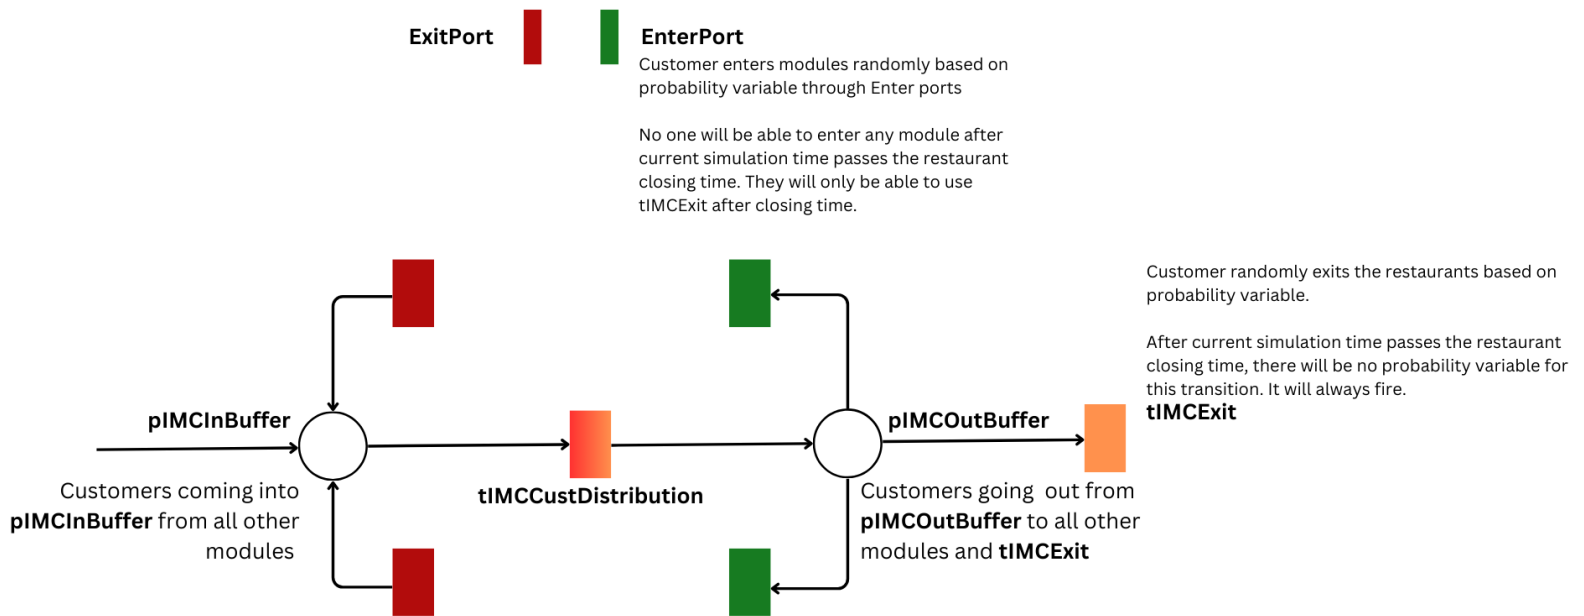 ExitPort
EnterPort
Customer enters modules randomly based on
probability variable through Enter ports
No one will be able to enter any module after
current simulation time passes the restaurant
closing time. They will only be able to use
tIMCExit after closing time.
Customer randomly exits the restaurants based on
probability variable.
After current simulation time passes the restaurant
closing time, there will be no probability variable for
this transition. It will always fire.
tIMCExit
pIMCInBuffer
pIMCOutBuffer
tIMCCustDistribution
Customers coming into
pIMCInBuffer from all other
modules
Customers going out from
pIMCOutBuffer to all other
modules and tIMCExit